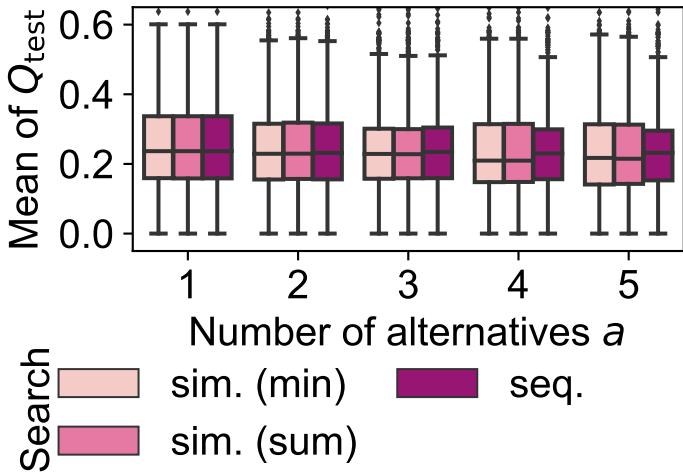 Mean of Q_test
0.6
0.4
0.2
0.0
1 2 3 4 5
Number of alternatives a
Search
sim. (min)
seq.
sim. (sum)